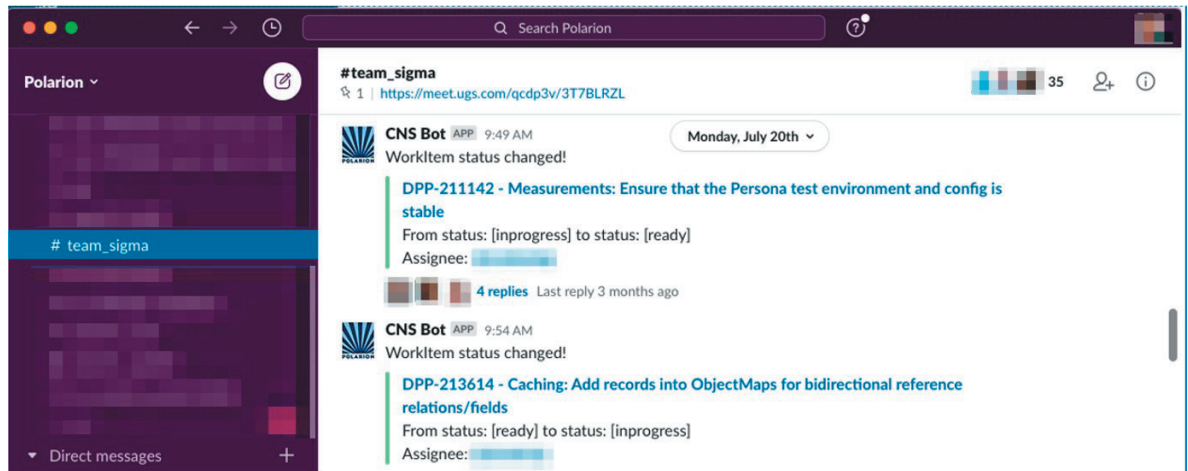 Search Polarion
?
Polarion
#team_sigma
1 | https://meet.ugs.com/qcdp3v/3T7BLRZL
35
Monday, July 20th
CNS Bot APP 9:49 AM
WorkItem status changed!
DPP-211142 - Measurements: Ensure that the Persona test environment and config is
stable
From status: [inprogress] to status: [ready]
Assignee:
4 replies Last reply 3 months ago
# team_sigma
POLARION
CNS Bot APP 9:54 AM
WorkItem status changed!
DPP-213614 - Caching: Add records into ObjectMaps for bidirectional reference
relations/fields
From status: [ready] to status: [inprogress]
Assignee:
POLARION
Direct messages +